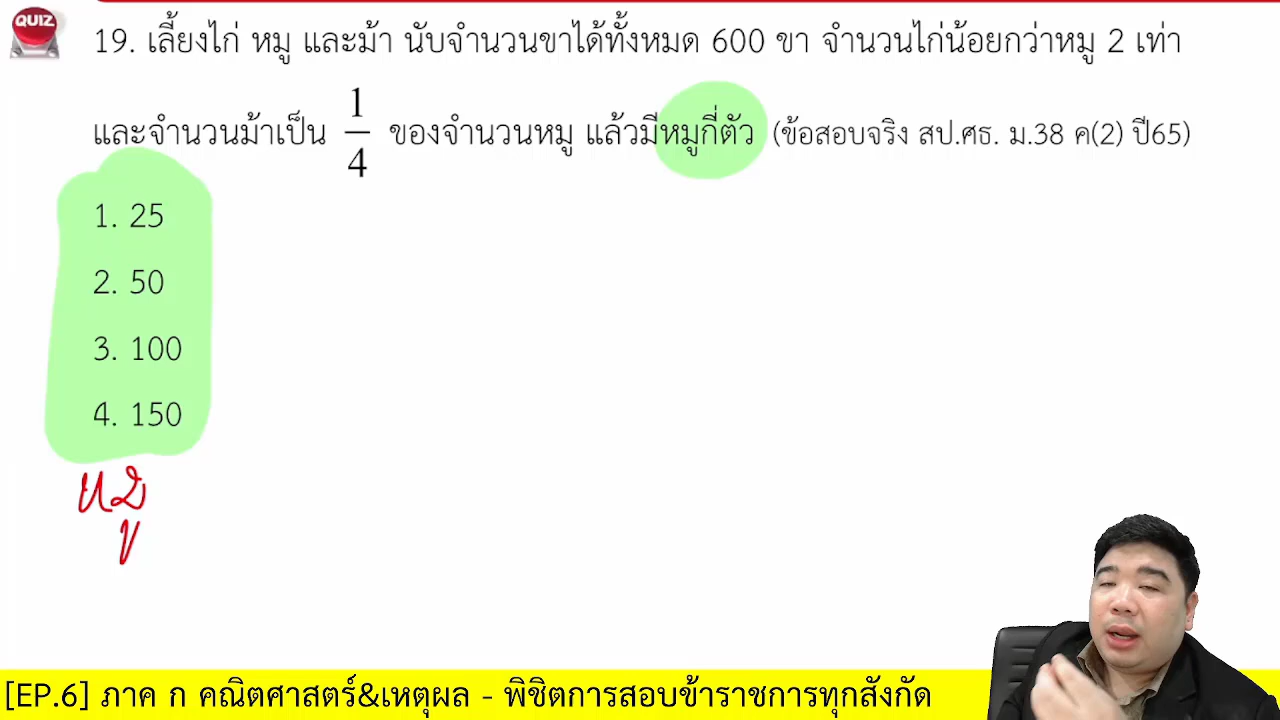 QUIZ
19. เลี้ยงไก่ หมู และม้า นับจำนวนขาได้ทั้งหมด 600 ขา จำนวนไก่น้อยกว่าหมู 2 เท่า
และจำนวนม้าเป็น 1/4 ของจำนวนหมู แล้วมีหมูกี่ตัว (ข้อสอบจริง สป.ศธ. ม.38 ค(2) ปี65)
1. 25
2. 50
3. 100
4. 150
หมู
[EP.6] ภาค ก คณิตศาสตร์&เหตุผล - พิชิตการสอบข้าราชการทุกสังกัด